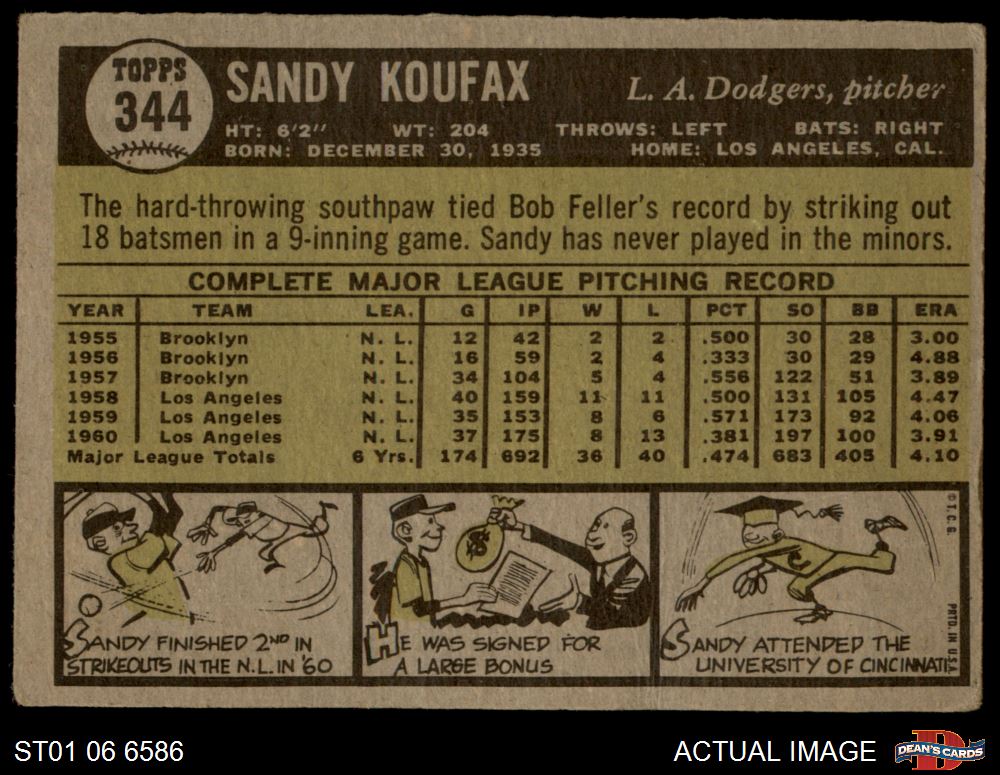 TOPPS
344
SANDY KOUFAX
L. A. Dodgers, pitcher
HT: 6'2" WT: 204 THROWS: LEFT BATS: RIGHT
BORN: DECEMBER 30, 1935 HOME: LOS ANGELES, CAL.
The hard-throwing southpaw tied Bob Feller's record by striking out
18 batsmen in a 9-inning game. Sandy has never played in the minors.
COMPLETE MAJOR LEAGUE PITCHING RECORD
YEAR TEAM LEA. G IP W L PCT SO BB ERA
1955 Brooklyn N. L. 12 42 2 2 .500 30 28 3.00
1956 Brooklyn N. L. 16 59 2 4 .333 30 29 4.88
1957 Brooklyn N. L. 34 104 5 4 .556 122 51 3.89
1958 Los Angeles N. L. 40 159 11 11 .500 131 105 4.47
1959 Los Angeles N. L. 35 153 8 6 .571 173 92 4.06
1960 Los Angeles N. L. 37 175 8 13 .381 197 100 3.91
Major League Totals 6 Yrs. 174 692 36 40 .474 683 405 4.10
$
C
SANDY FINISHED 2ND IN
STRIKEOUTS IN THE N.L. IN '60
HE WAS SIGNED FOR
A LARGE BONUS
SANDY ATTENDED THE
UNIVERSITY OF CINCINNATI
© T. C. G.
PRTD. IN U.S.A.
ST01 06 6586
ACTUAL IMAGE
D
DEAN'S CARDS